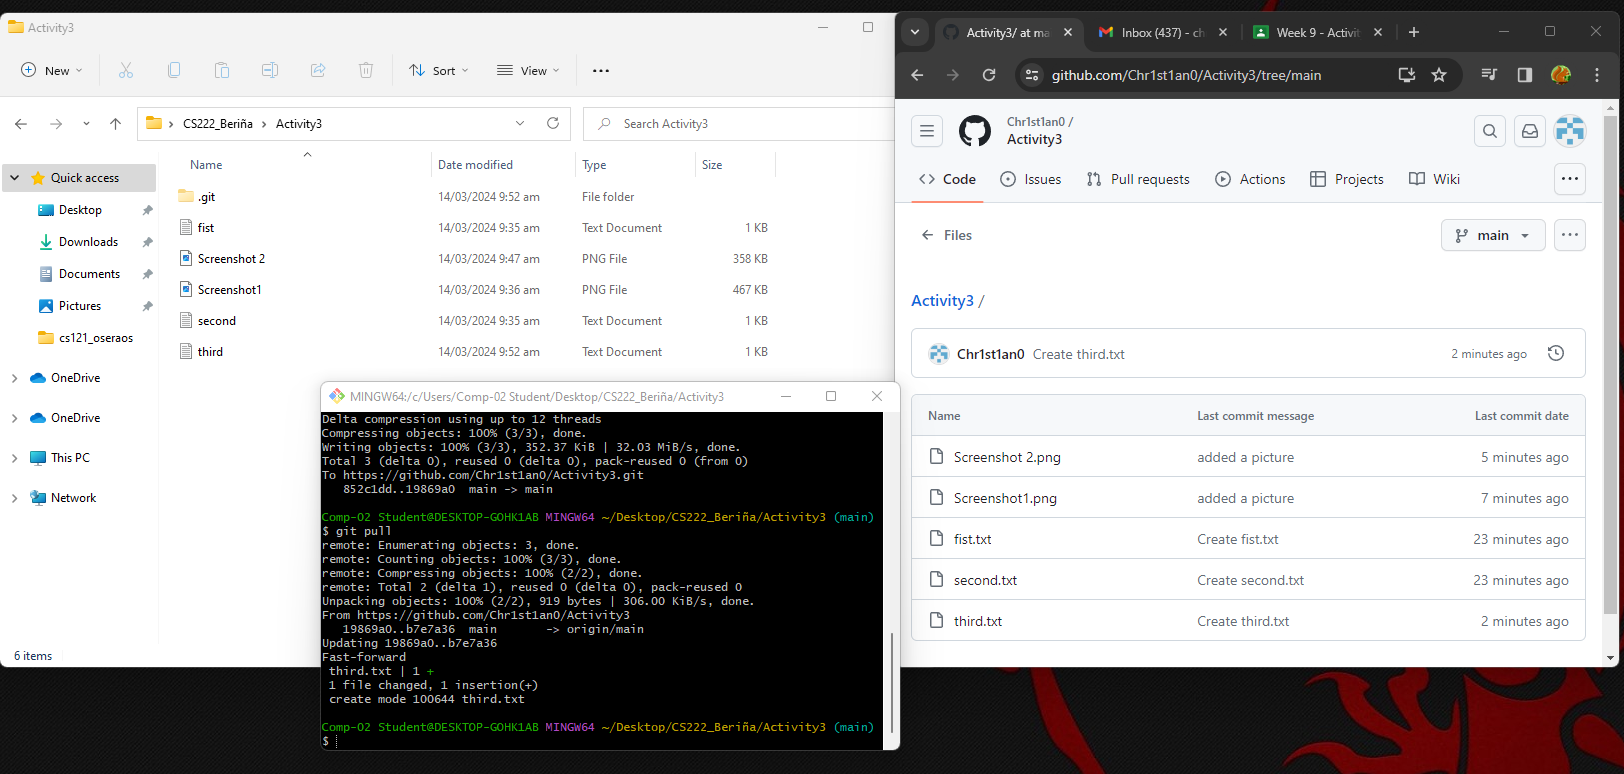 Activity3
New
Sort
View
CS222_Beriña
Activity3
Search Activity3
Name
Date modified
Type
Size
Quick access
Desktop
Downloads
Documents
Pictures
cs121_oseraos
OneDrive
OneDrive
This PC
Network
.git 14/03/2024 9:52 am File folder
fist 14/03/2024 9:35 am Text Document 1 KB
Screenshot 2 14/03/2024 9:47 am PNG File 358 KB
Screenshot1 14/03/2024 9:36 am PNG File 467 KB
second 14/03/2024 9:35 am Text Document 1 KB
third 14/03/2024 9:52 am Text Document 1 KB
6 items
MINGW64:/c/Users/Comp-02 Student/Desktop/CS222_Beriña/Activity3
Delta compression using up to 12 threads
Compressing objects: 100% (3/3), done.
Writing objects: 100% (3/3), 352.37 KiB | 32.03 MiB/s, done.
Total 3 (delta 0), reused 0 (delta 0), pack-reused 0 (from 0)
To https://github.com/Chr1st1an0/Activity3.git
852c1dd..19869a0 main -> main
Comp-02 Student@DESKTOP-GOHK1AB MINGW64 ~/Desktop/CS222_Beriña/Activity3 (main)
$ git pull
remote: Enumerating objects: 3, done.
remote: Counting objects: 100% (3/3), done.
remote: Compressing objects: 100% (2/2), done.
remote: Total 2 (delta 1), reused 0 (delta 0), pack-reused 0
Unpacking objects: 100% (2/2), 919 bytes | 306.00 KiB/s, done.
From https://github.com/Chr1st1an0/Activity3
19869a0..b7e7a36 main -> origin/main
Updating 19869a0..b7e7a36
Fast-forward
third.txt | 1 +
1 file changed, 1 insertion(+)
create mode 100644 third.txt
Comp-02 Student@DESKTOP-GOHK1AB MINGW64 ~/Desktop/CS222_Beriña/Activity3 (main)
$
Activity3/ at ma
Inbox (437) - ch
Week 9 - Activit
github.com/Chr1st1an0/Activity3/tree/main
Chr1st1an0 /
Activity3
Code
Issues
Pull requests
Actions
Projects
Wiki
Files
main
Activity3 /
Chr1st1an0 Create third.txt 2 minutes ago
Name Last commit message Last commit date
Screenshot 2.png added a picture 5 minutes ago
Screenshot1.png added a picture 7 minutes ago
fist.txt Create fist.txt 23 minutes ago
second.txt Create second.txt 23 minutes ago
third.txt Create third.txt 2 minutes ago